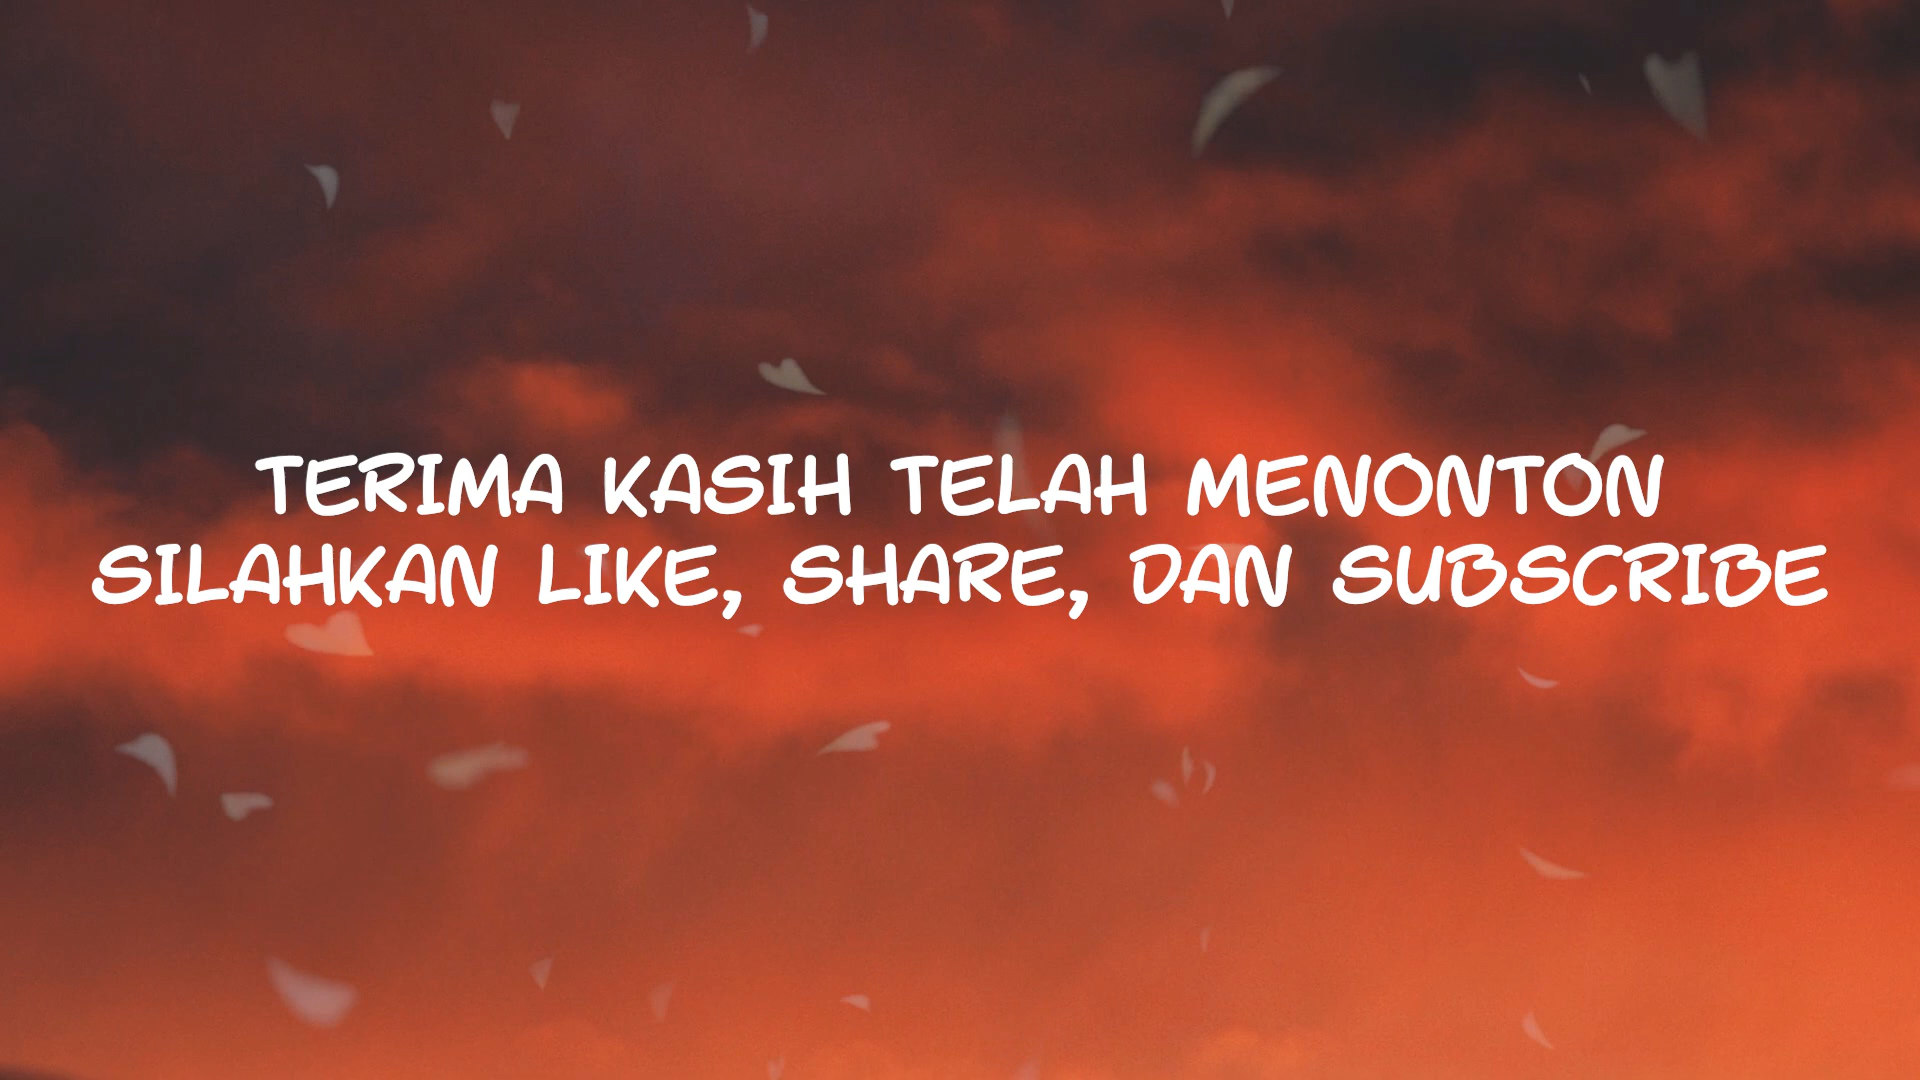 TERIMA KASIH TELAH MENONTON
SILAHKAN LIKE, SHARE, DAN SUBSCRIBE